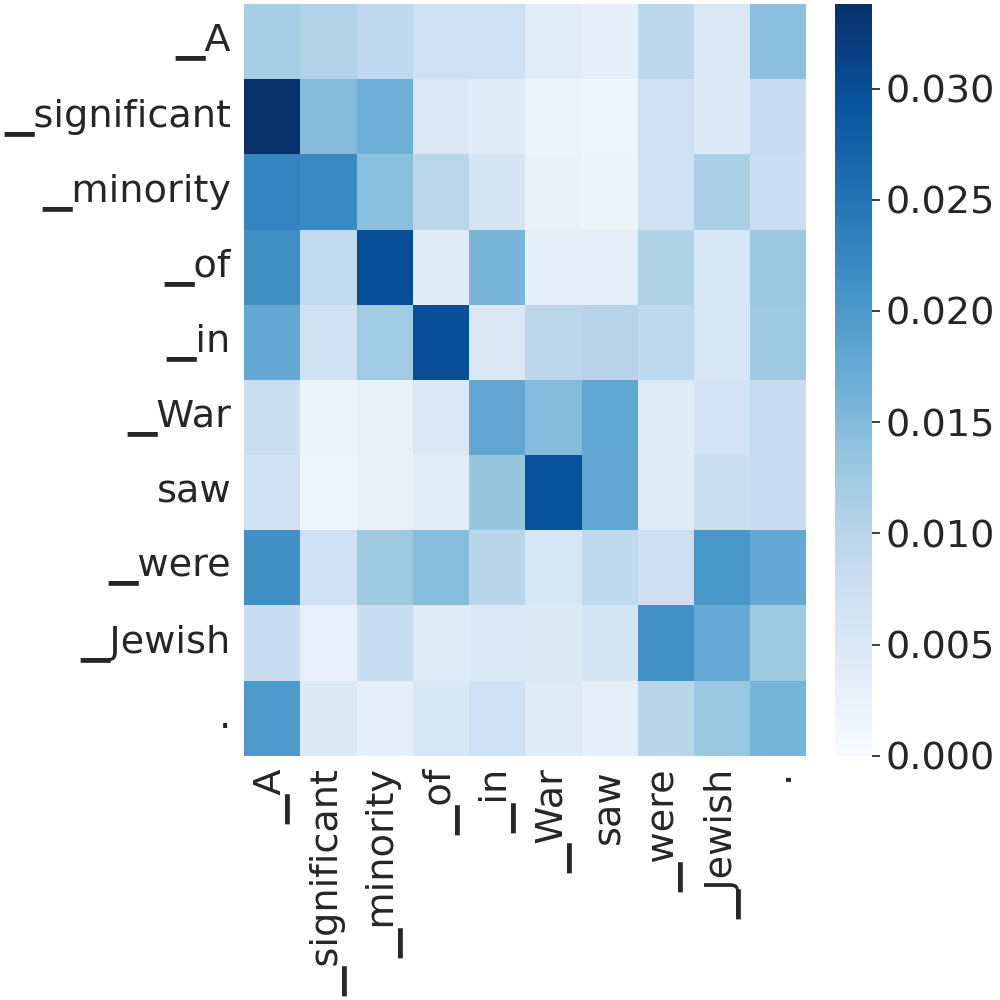 _A
_significant
_minority
_of
_in
_War
saw
_were
_Jewish
.
0.030
0.025
0.020
0.015
0.010
0.005
0.000
_A
_significant
_minority
_of
_in
_War
saw
_were
_Jewish
.